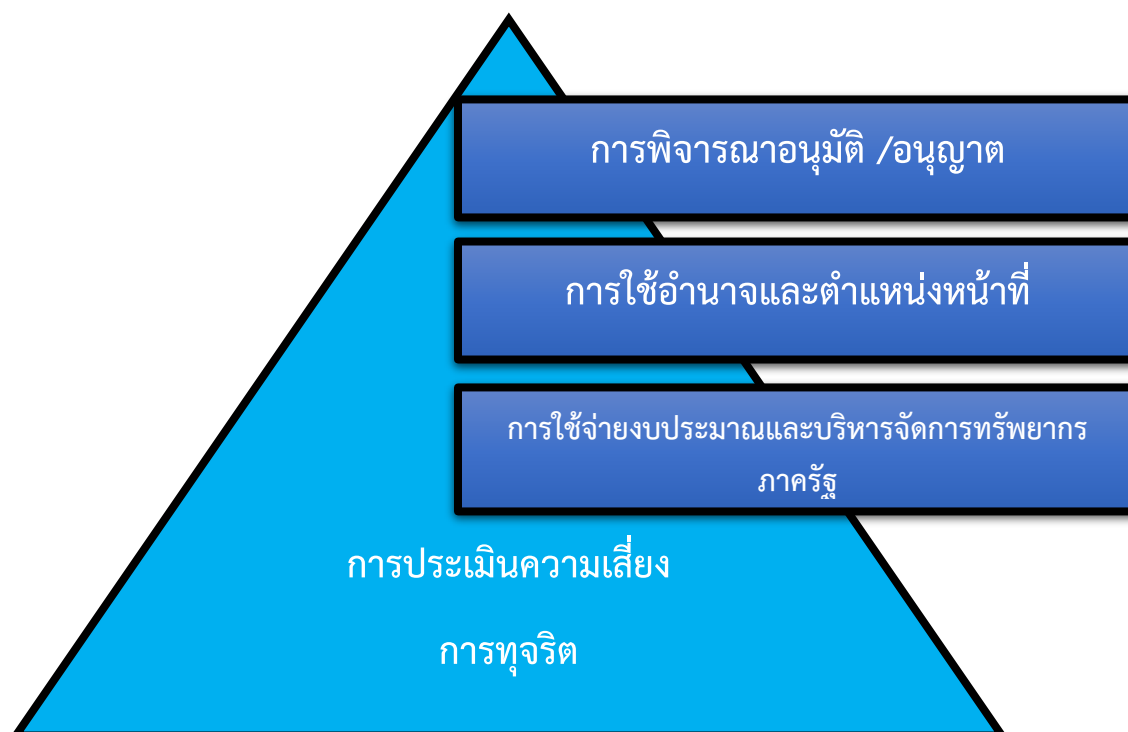 การพิจารณาอนุมัติ /อนุญาต
การใช้อำนาจและตำแหน่งหน้าที่
การใช้จ่ายงบประมาณและบริหารจัดการทรัพยากร
ภาครัฐ
การประเมินความเสี่ยง
การทุจริต